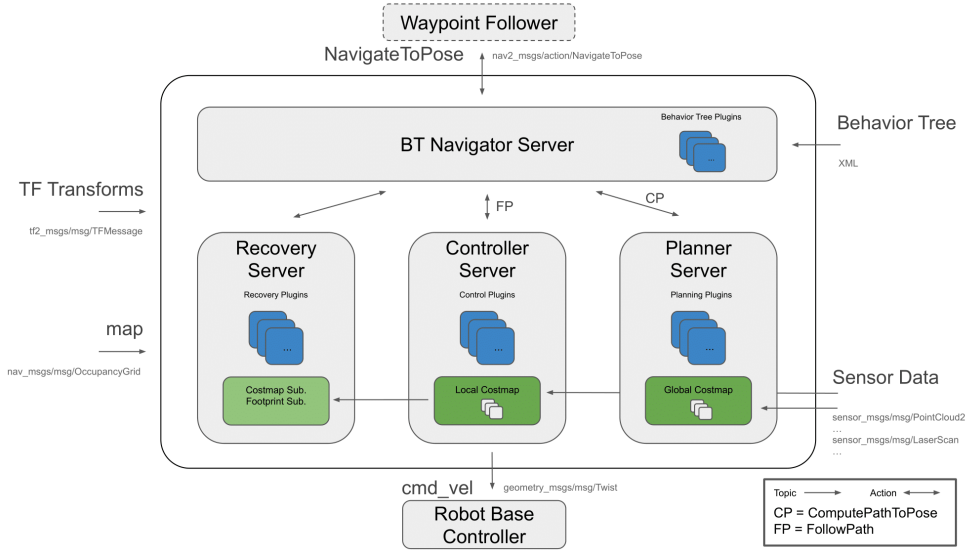 Waypoint Follower
NavigateToPose
nav2_msgs/action/NavigateToPose
Behavior Tree Plugins
BT Navigator Server
...
Behavior Tree
XML
TF Transforms
tf2_msgs/msg/TFMessage
FP
CP
Recovery
Server
Recovery Plugins
...
Costmap Sub.
Footprint Sub.
Controller
Server
Control Plugins
...
Local Costmap
Planner
Server
Planning Plugins
...
Global Costmap
map
nav_msgs/msg/OccupancyGrid
Sensor Data
sensor_msgs/msg/PointCloud2
...
sensor_msgs/msg/LaserScan
...
cmd_vel
geometry_msgs/msg/Twist
Robot Base
Controller
Topic
Action
CP = ComputePathToPose
FP = FollowPath